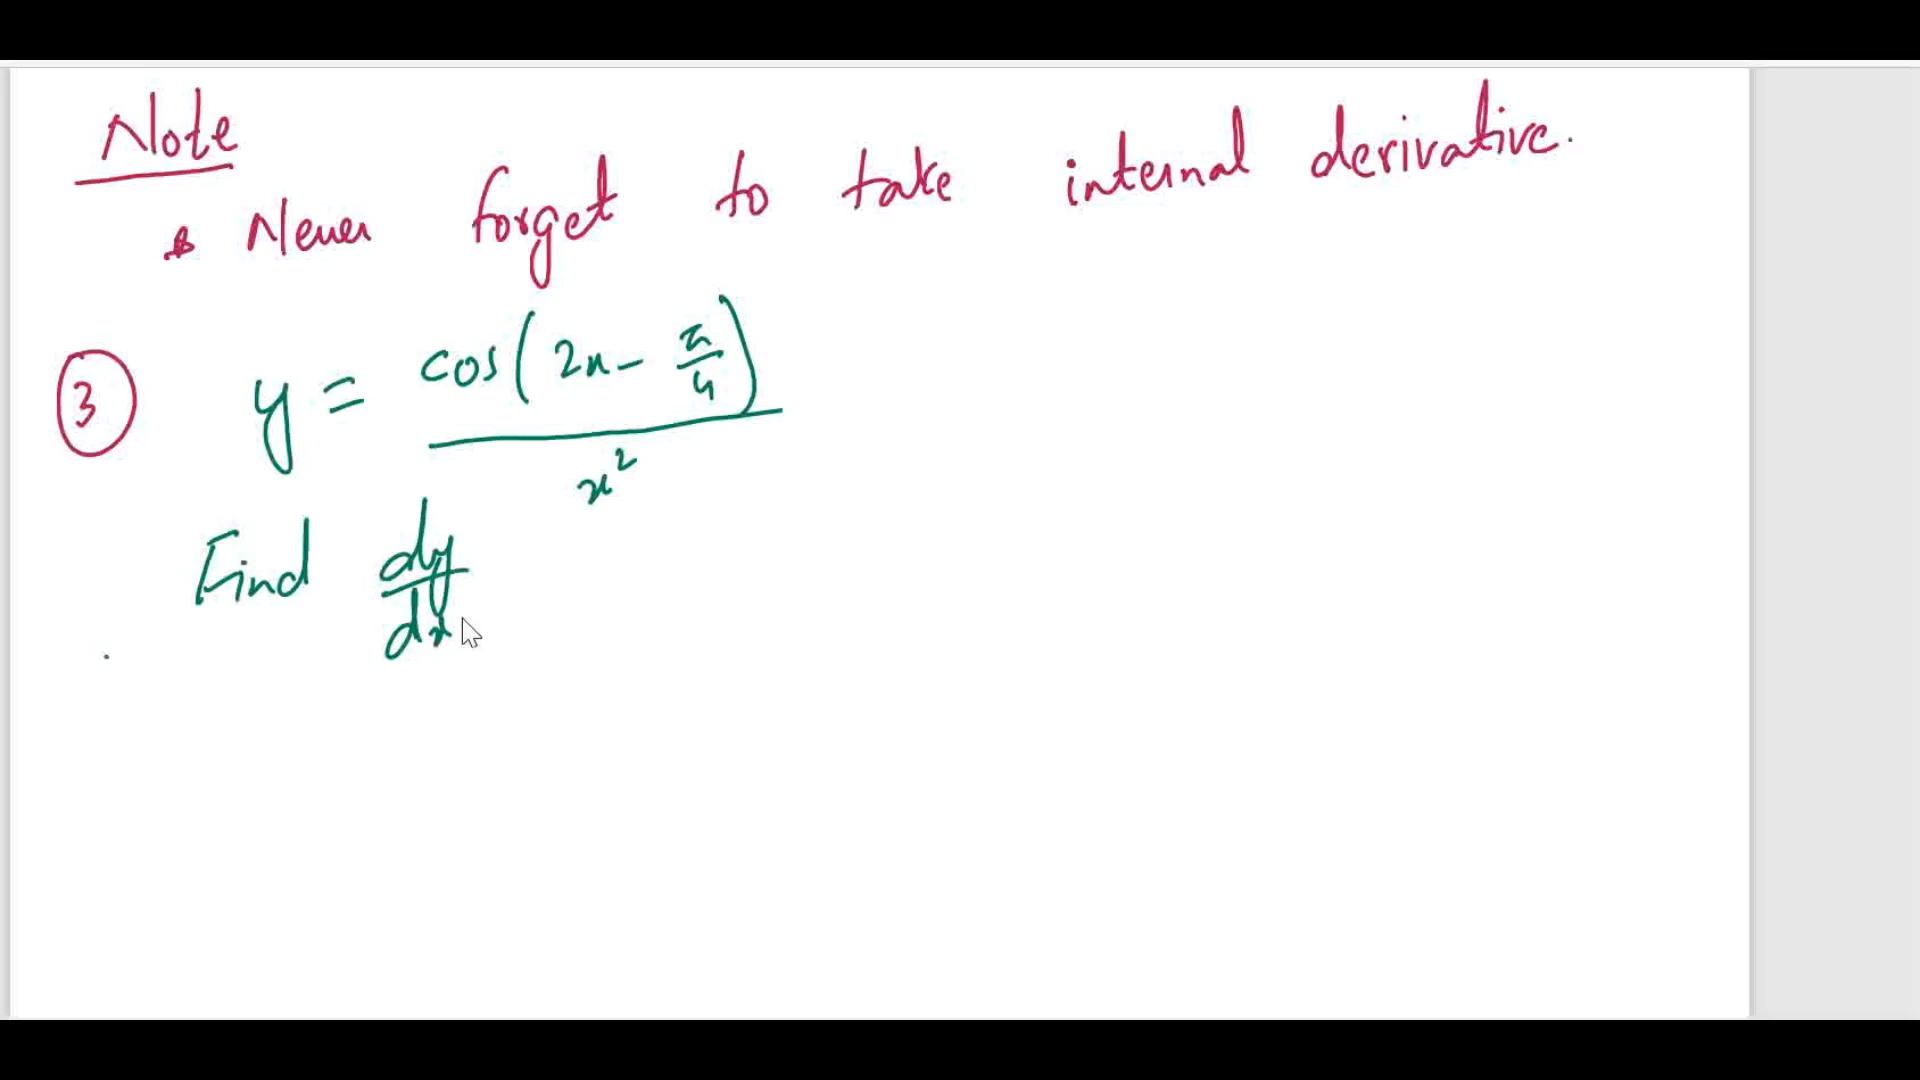 Note
* Never forget to take internal derivative.
3 y = cos(2x - π/4) / x²
Find dy/dx